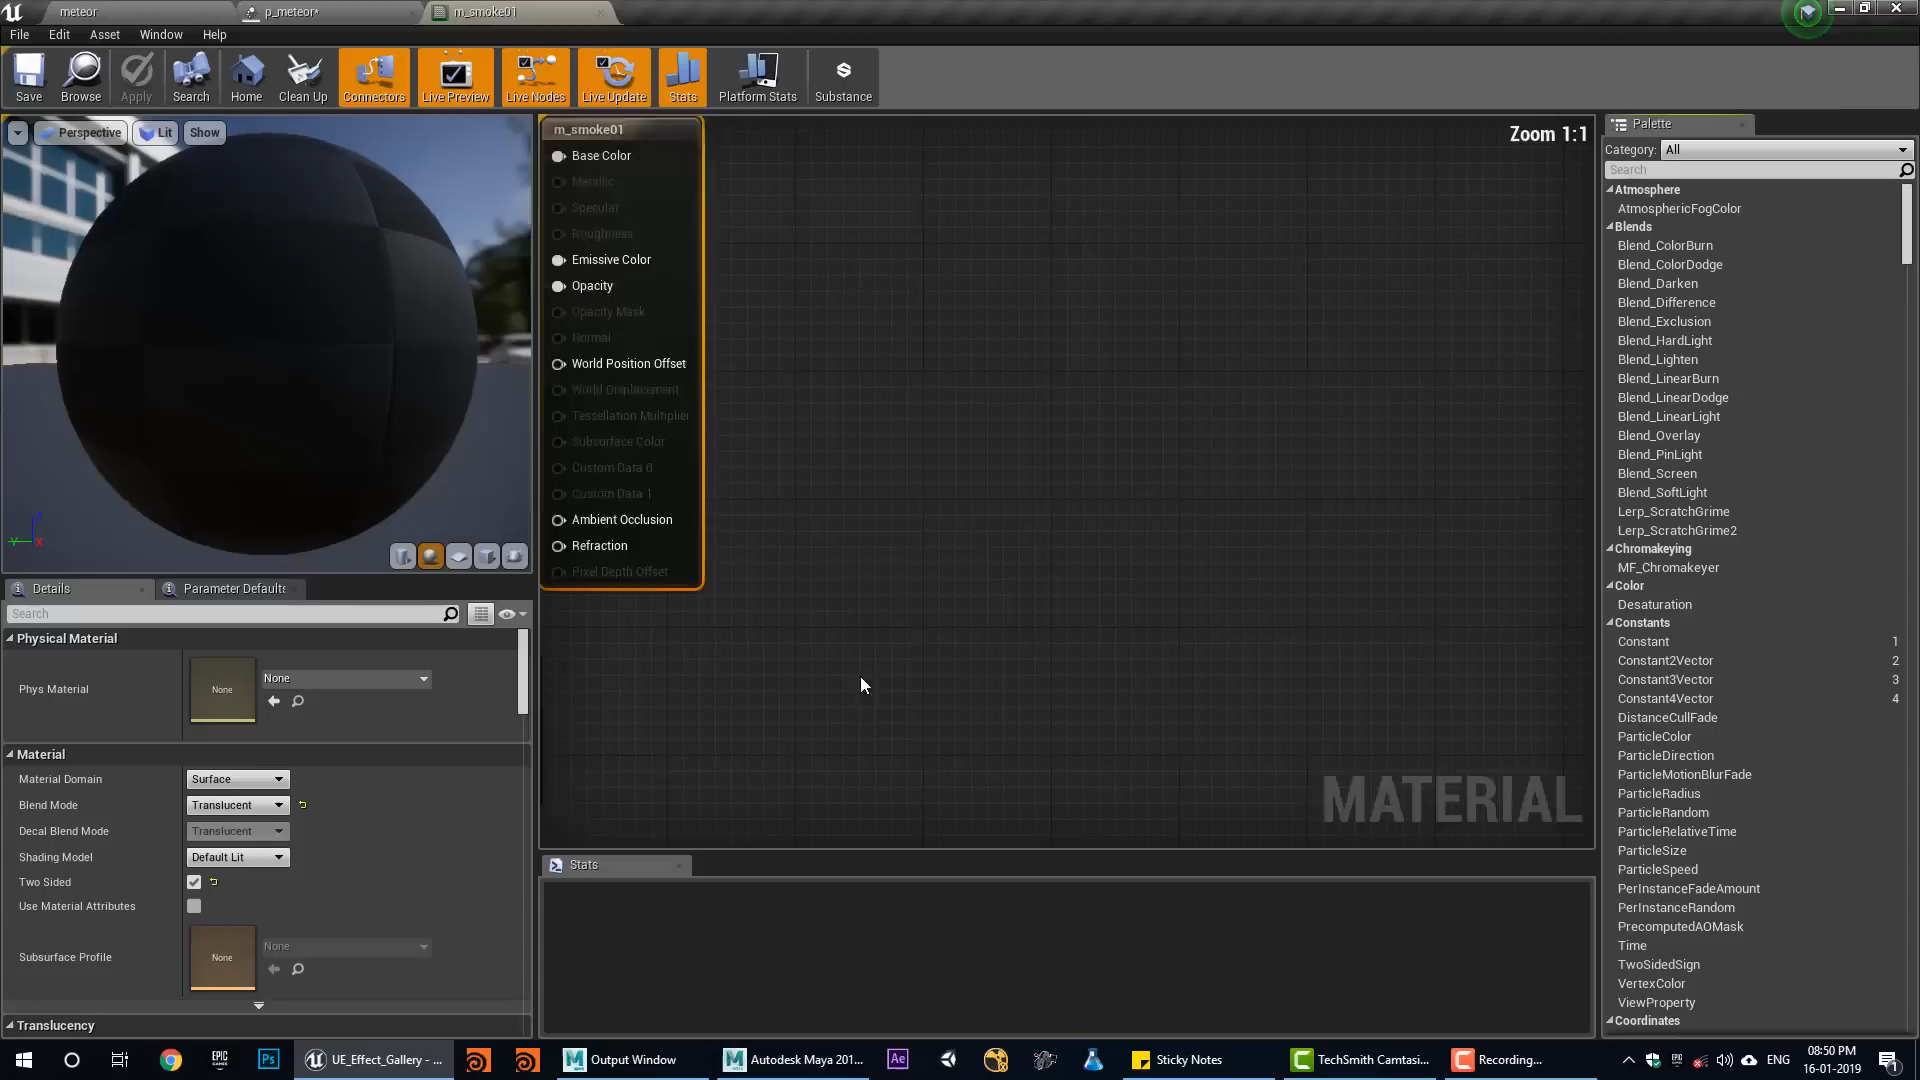 meteor
p_meteor*
m_smoke01
File Edit Asset Window Help
Save Browse Apply Search Home Clean Up Connectors Live Preview Live Nodes Live Update Stats Platform Stats Substance
Perspective Lit Show
m_smoke01
Base Color
Metallic
Specular
Roughness
Emissive Color
Opacity
Opacity Mask
Normal
World Position Offset
World Displacement
Tessellation Multiplier
Subsurface Color
Custom Data 0
Custom Data 1
Ambient Occlusion
Refraction
Pixel Depth Offset
Zoom 1:1
MATERIAL
Stats
Details
Parameter Defaults
Search
Physical Material
Phys Material
None
None
Material
Material Domain Surface
Blend Mode Translucent
Decal Blend Mode Translucent
Shading Model Default Lit
Two Sided
Use Material Attributes
Subsurface Profile
None
None
Translucency
Palette
Category: All
Search
Atmosphere
AtmosphericFogColor
Blends
Blend_ColorBurn
Blend_ColorDodge
Blend_Darken
Blend_Difference
Blend_Exclusion
Blend_HardLight
Blend_Lighten
Blend_LinearBurn
Blend_LinearDodge
Blend_LinearLight
Blend_Overlay
Blend_PinLight
Blend_Screen
Blend_SoftLight
Lerp_ScratchGrime
Lerp_ScratchGrime2
Chromakeying
MF_Chromakeyer
Color
Desaturation
Constants
Constant 1
Constant2Vector 2
Constant3Vector 3
Constant4Vector 4
DistanceCullFade
ParticleColor
ParticleDirection
ParticleMotionBlurFade
ParticleRadius
ParticleRandom
ParticleRelativeTime
ParticleSize
ParticleSpeed
PerInstanceFadeAmount
PerInstanceRandom
PrecomputedAOMask
Time
TwoSidedSign
VertexColor
ViewProperty
Coordinates
EPIC GAMES
Ps
UE_Effect_Gallery - ...
Output Window
Autodesk Maya 201...
Ae
Sticky Notes
TechSmith Camtasi...
Recording...
ENG
08:50 PM
16-01-2019